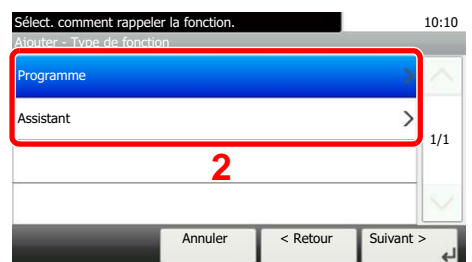 Sélect. comment rappeler la fonction. 10:10
Ajouter - Type de fonction
Programme
Assistant
1/1
2
Annuler < Retour Suivant >